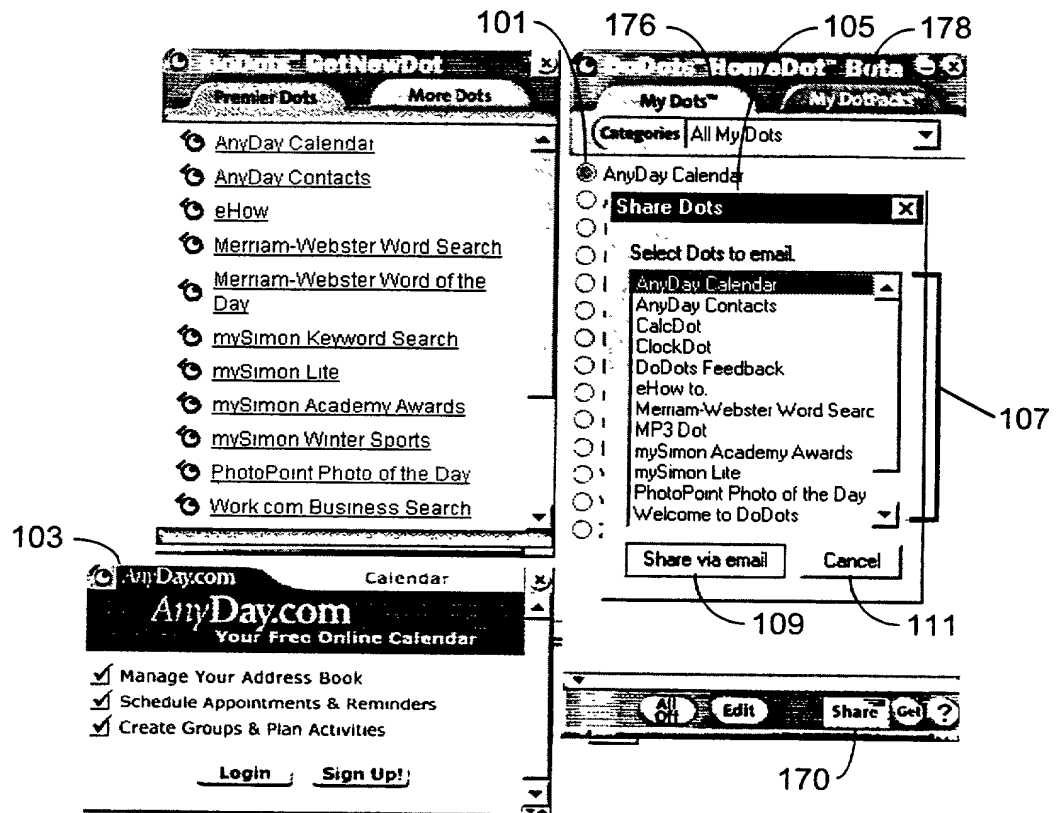 101
176
105
178
DoDots™ GetNewDot
Premier Dots
More Dots
AnyDay Calendar
AnyDay Contacts
eHow
Merriam-Webster Word Search
Merriam-Webster Word of the
Day
mySimon Keyword Search
mySimon Lite
mySimon Academy Awards
mySimon Winter Sports
PhotoPoint Photo of the Day
Work com Business Search
DoDots™ HomeDot™ Beta
My Dots™
My DotPacks™
Categories
All My Dots
AnyDay Calendar
Share Dots
Select Dots to email.
AnyDay Calendar
AnyDay Contacts
CalcDot
ClockDot
DoDots Feedback
eHow to.
Merriam-Webster Word Searc
MP3 Dot
mySimon Academy Awards
mySimon Lite
PhotoPoint Photo of the Day
Welcome to DoDots
107
Share via email
Cancel
109
111
103
AnyDay.com
Calendar
AnyDay.com
Your Free Online Calendar
Manage Your Address Book
Schedule Appointments & Reminders
Create Groups & Plan Activities
Login
Sign Up!
All
Off
Edit
Share
Get
?
170